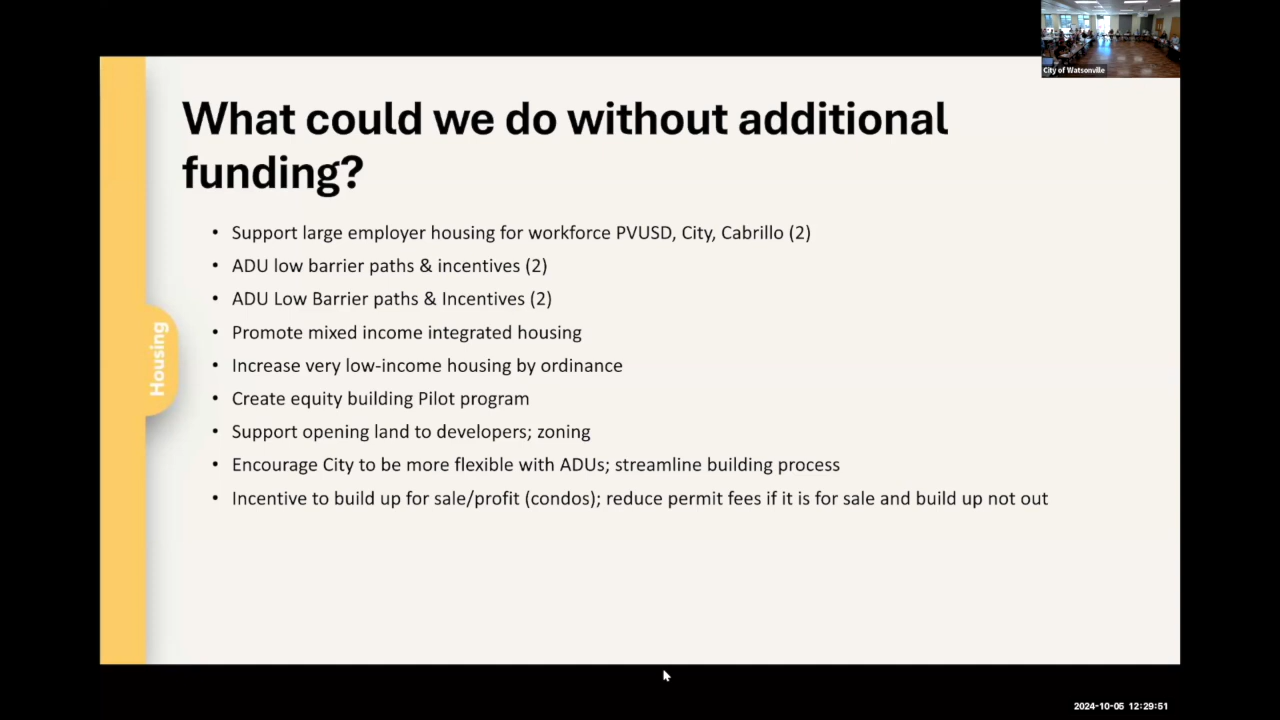 City of Watsonville
What could we do without additional
funding?
• Support large employer housing for workforce PVUSD, City, Cabrillo (2)
• ADU low barrier paths & incentives (2)
• ADU Low Barrier paths & Incentives (2)
• Promote mixed income integrated housing
• Increase very low-income housing by ordinance
• Create equity building Pilot program
• Support opening land to developers; zoning
• Encourage City to be more flexible with ADUs; streamline building process
• Incentive to build up for sale/profit (condos); reduce permit fees if it is for sale and build up not out
Housing
2024-10-05 12:29:51